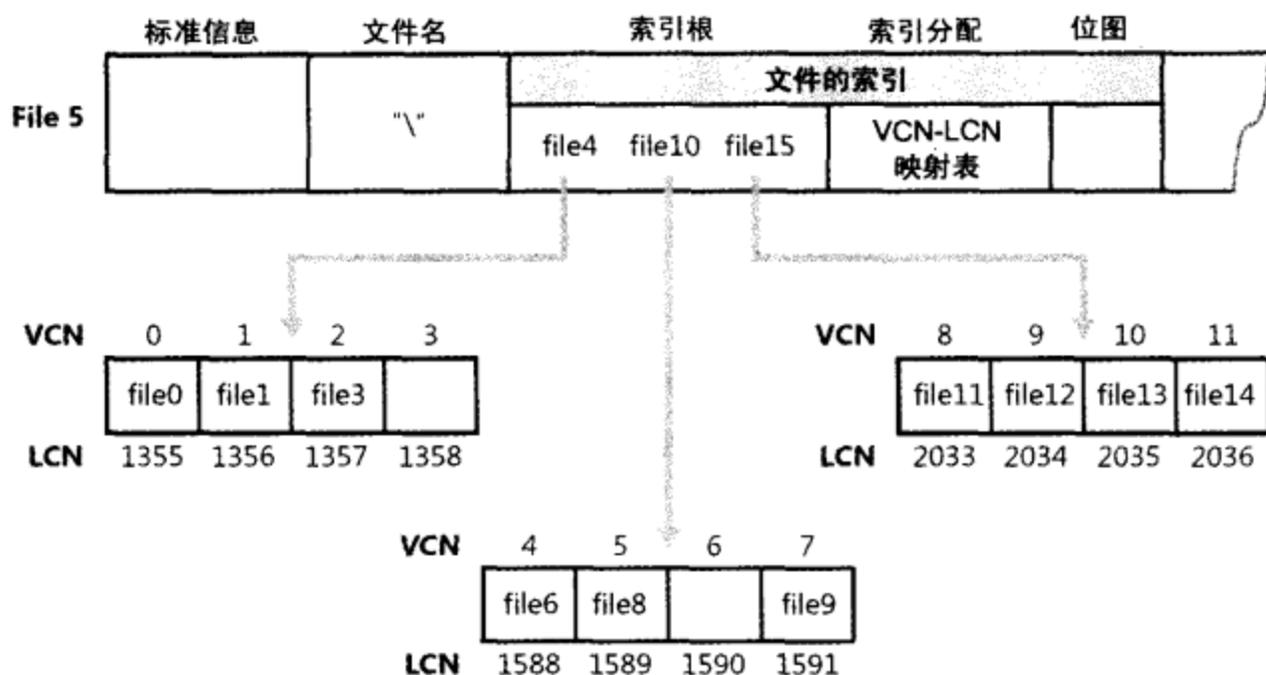 标准信息 文件名 索引根 索引分配 位图
文件的索引
File 5 "\" file4 file10 file15 VCN-LCN
映射表
VCN 0 1 2 3
file0 file1 file3
LCN 1355 1356 1357 1358
VCN 8 9 10 11
file11 file12 file13 file14
LCN 2033 2034 2035 2036
VCN 4 5 6 7
file6 file8 file9
LCN 1588 1589 1590 1591